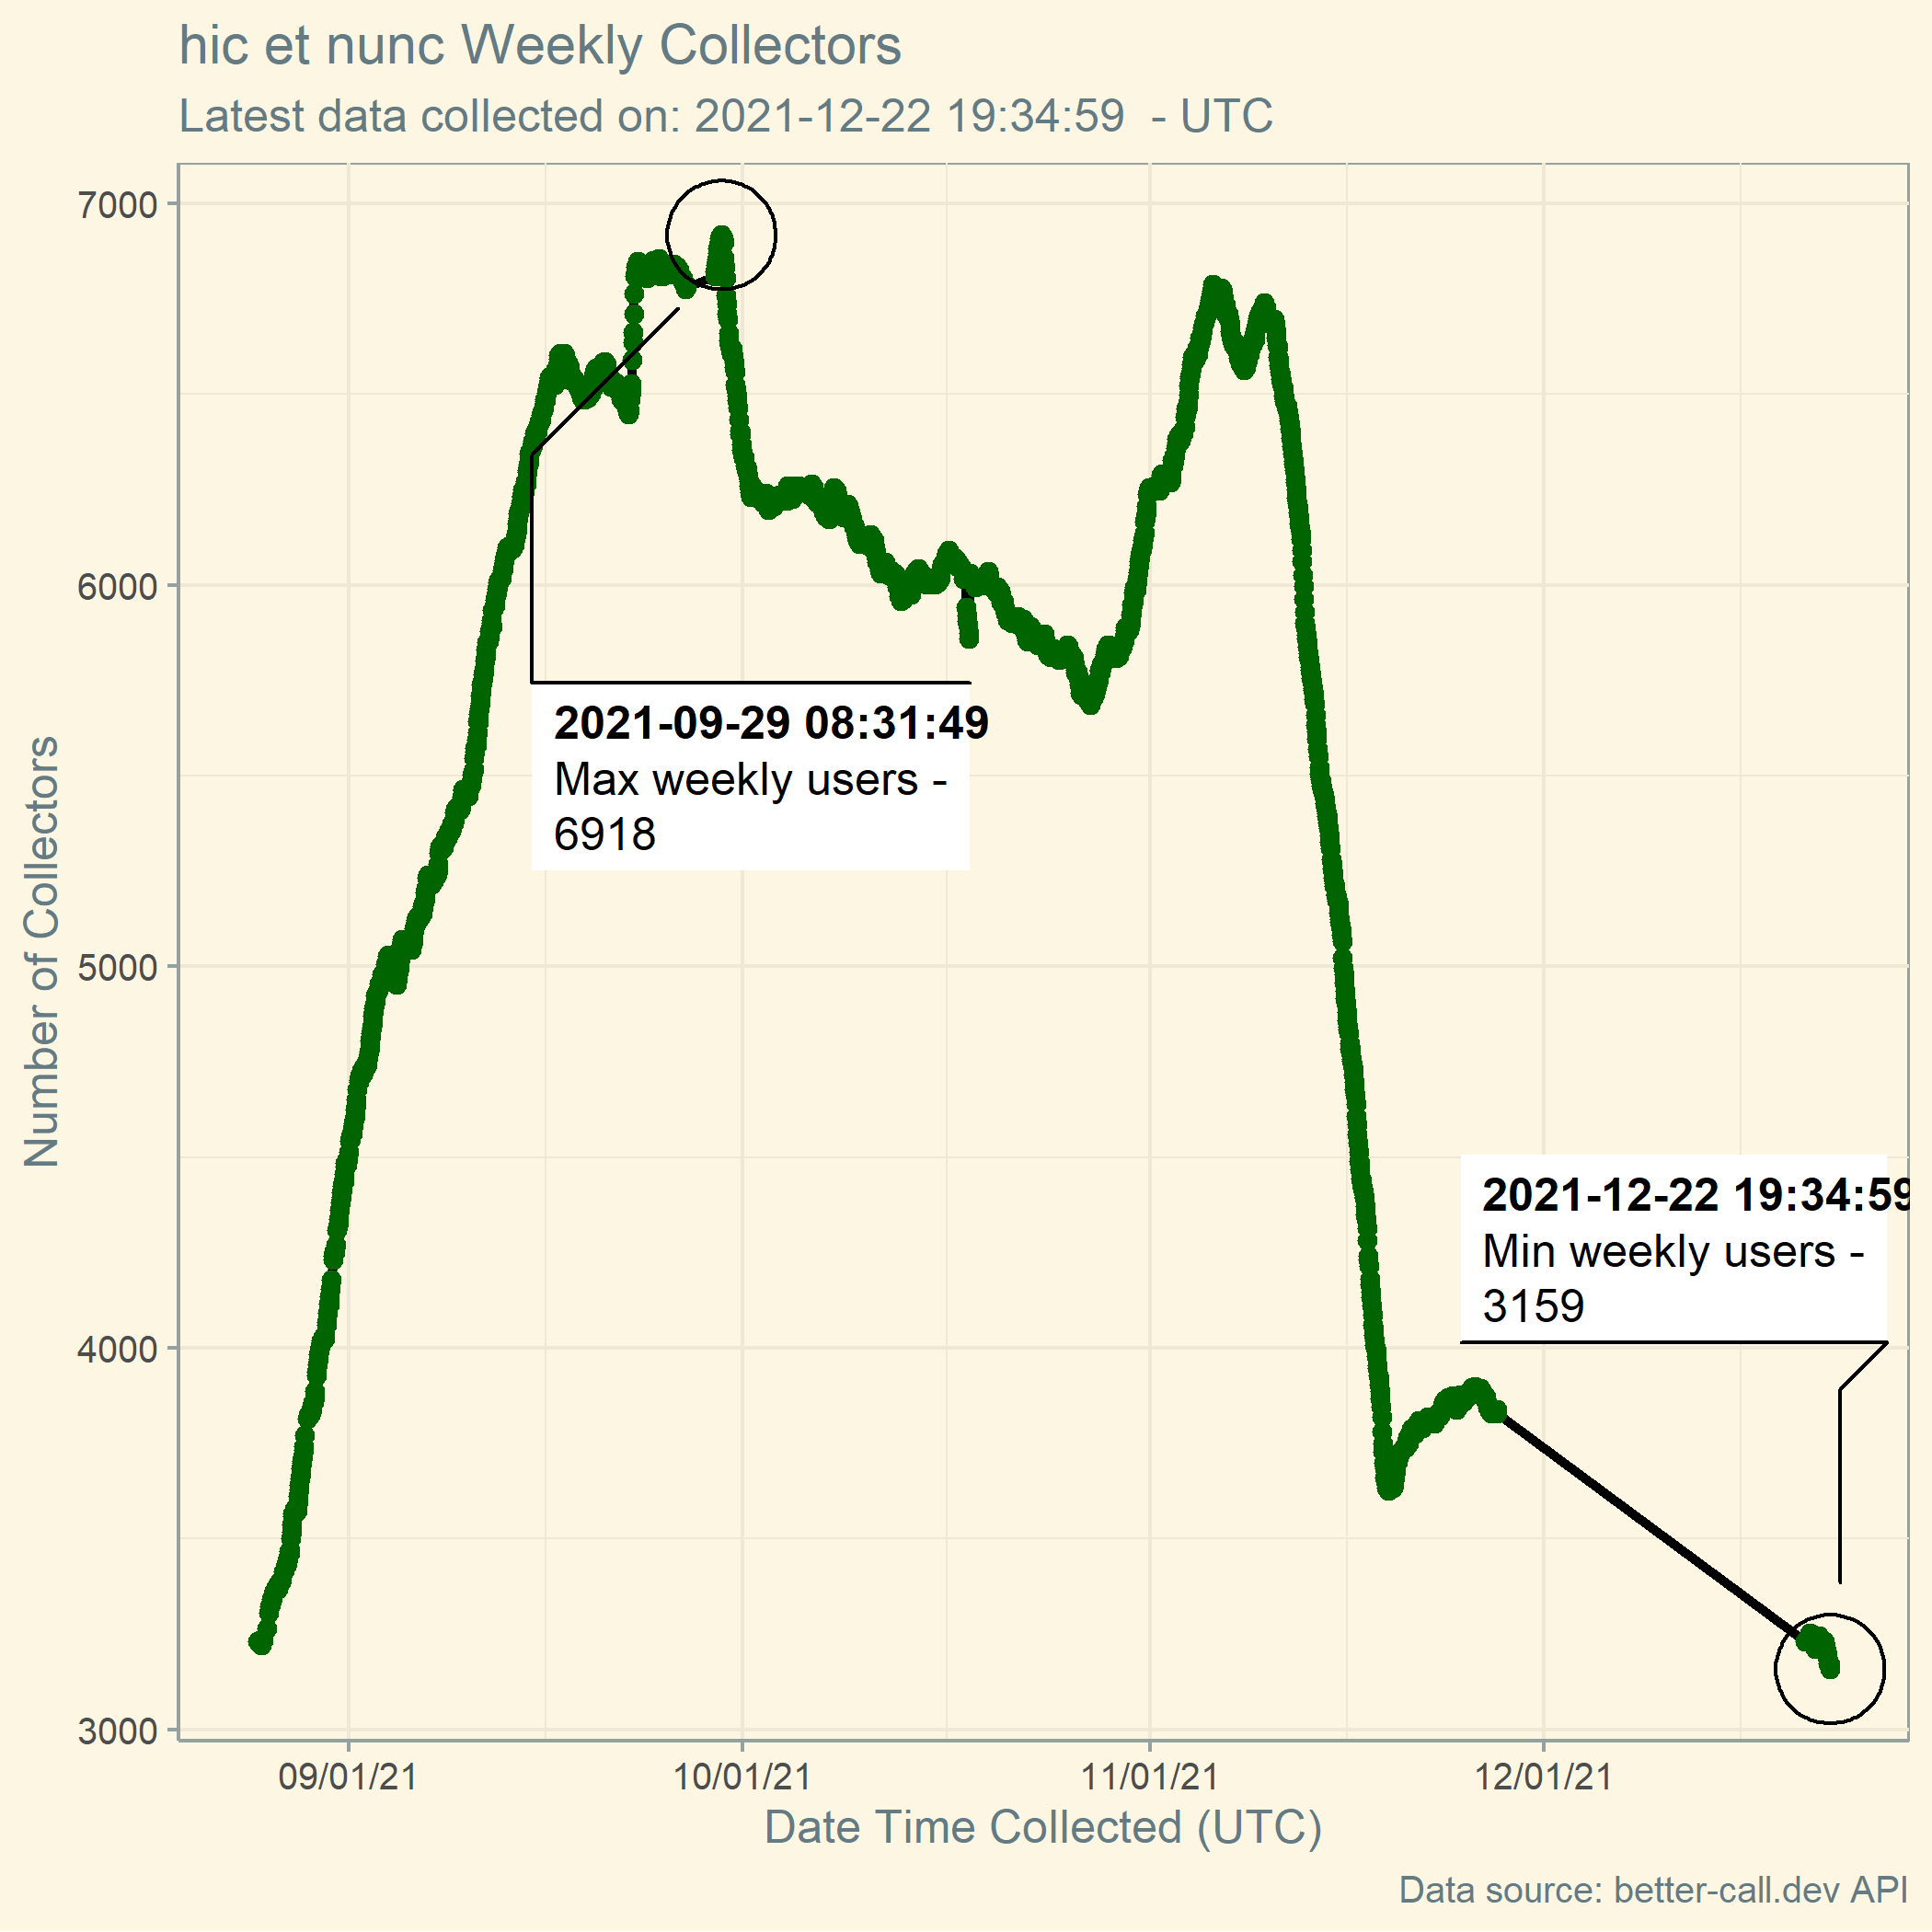 hic et nunc Weekly Collectors
Latest data collected on: 2021-12-22 19:34:59  - UTC
7000
6000
5000
4000
3000
Number of Collectors
2021-09-29 08:31:49
Max weekly users -
6918
2021-12-22 19:34:59
Min weekly users -
3159
09/01/21
10/01/21
11/01/21
12/01/21
Date Time Collected (UTC)
Data source: better-call.dev API